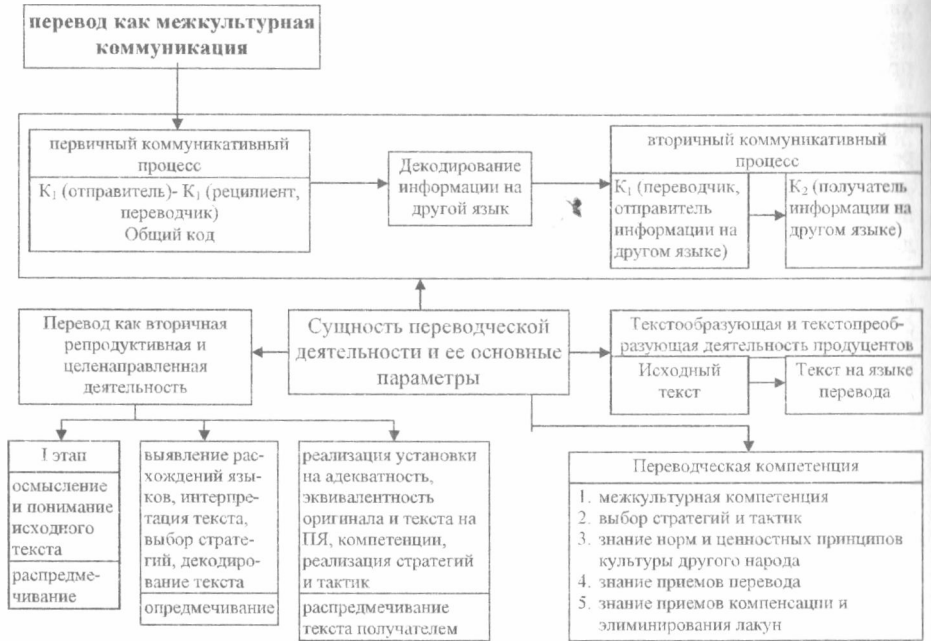 перевод как межкультурная
коммуникация
первичный коммуникативный
процесс
К₁ (отправитель)- К₁ (реципиент,
переводчик)
Общий код
Декодирование
информации на
другой язык
вторичный коммуникативный
процесс
К₁ (переводчик,
отправитель
информации на
другом языке)
К₂ (получатель
информации на
другом языке)
Перевод как вторичная
репродуктивная и
целенаправленная
деятельность
Сущность переводческой
деятельности и ее основные
параметры
Текстообразующая и текстопреоб-
разующая деятельность продуцентов
Исходный
текст
Текст на языке
перевода
I этап
осмысление
и понимание
исходного
текста
распредме-
чивание
выявление рас-
хождений язы-
ков, интерпре-
тация текста,
выбор страте-
гий, декодиро-
вание текста
опредмечивание
реализация установки
на адекватность,
эквивалентность
оригинала и текста на
ПЯ, компетенции,
реализация стратегий
и тактик
распредмечивание
текста получателем
Переводческая компетенция
1. межкультурная компетенция
2. выбор стратегий и тактик
3. знание норм и ценностных принципов
культуры другого народа
4. знание приемов перевода
5. знание приемов компенсации и
элиминирования лакун